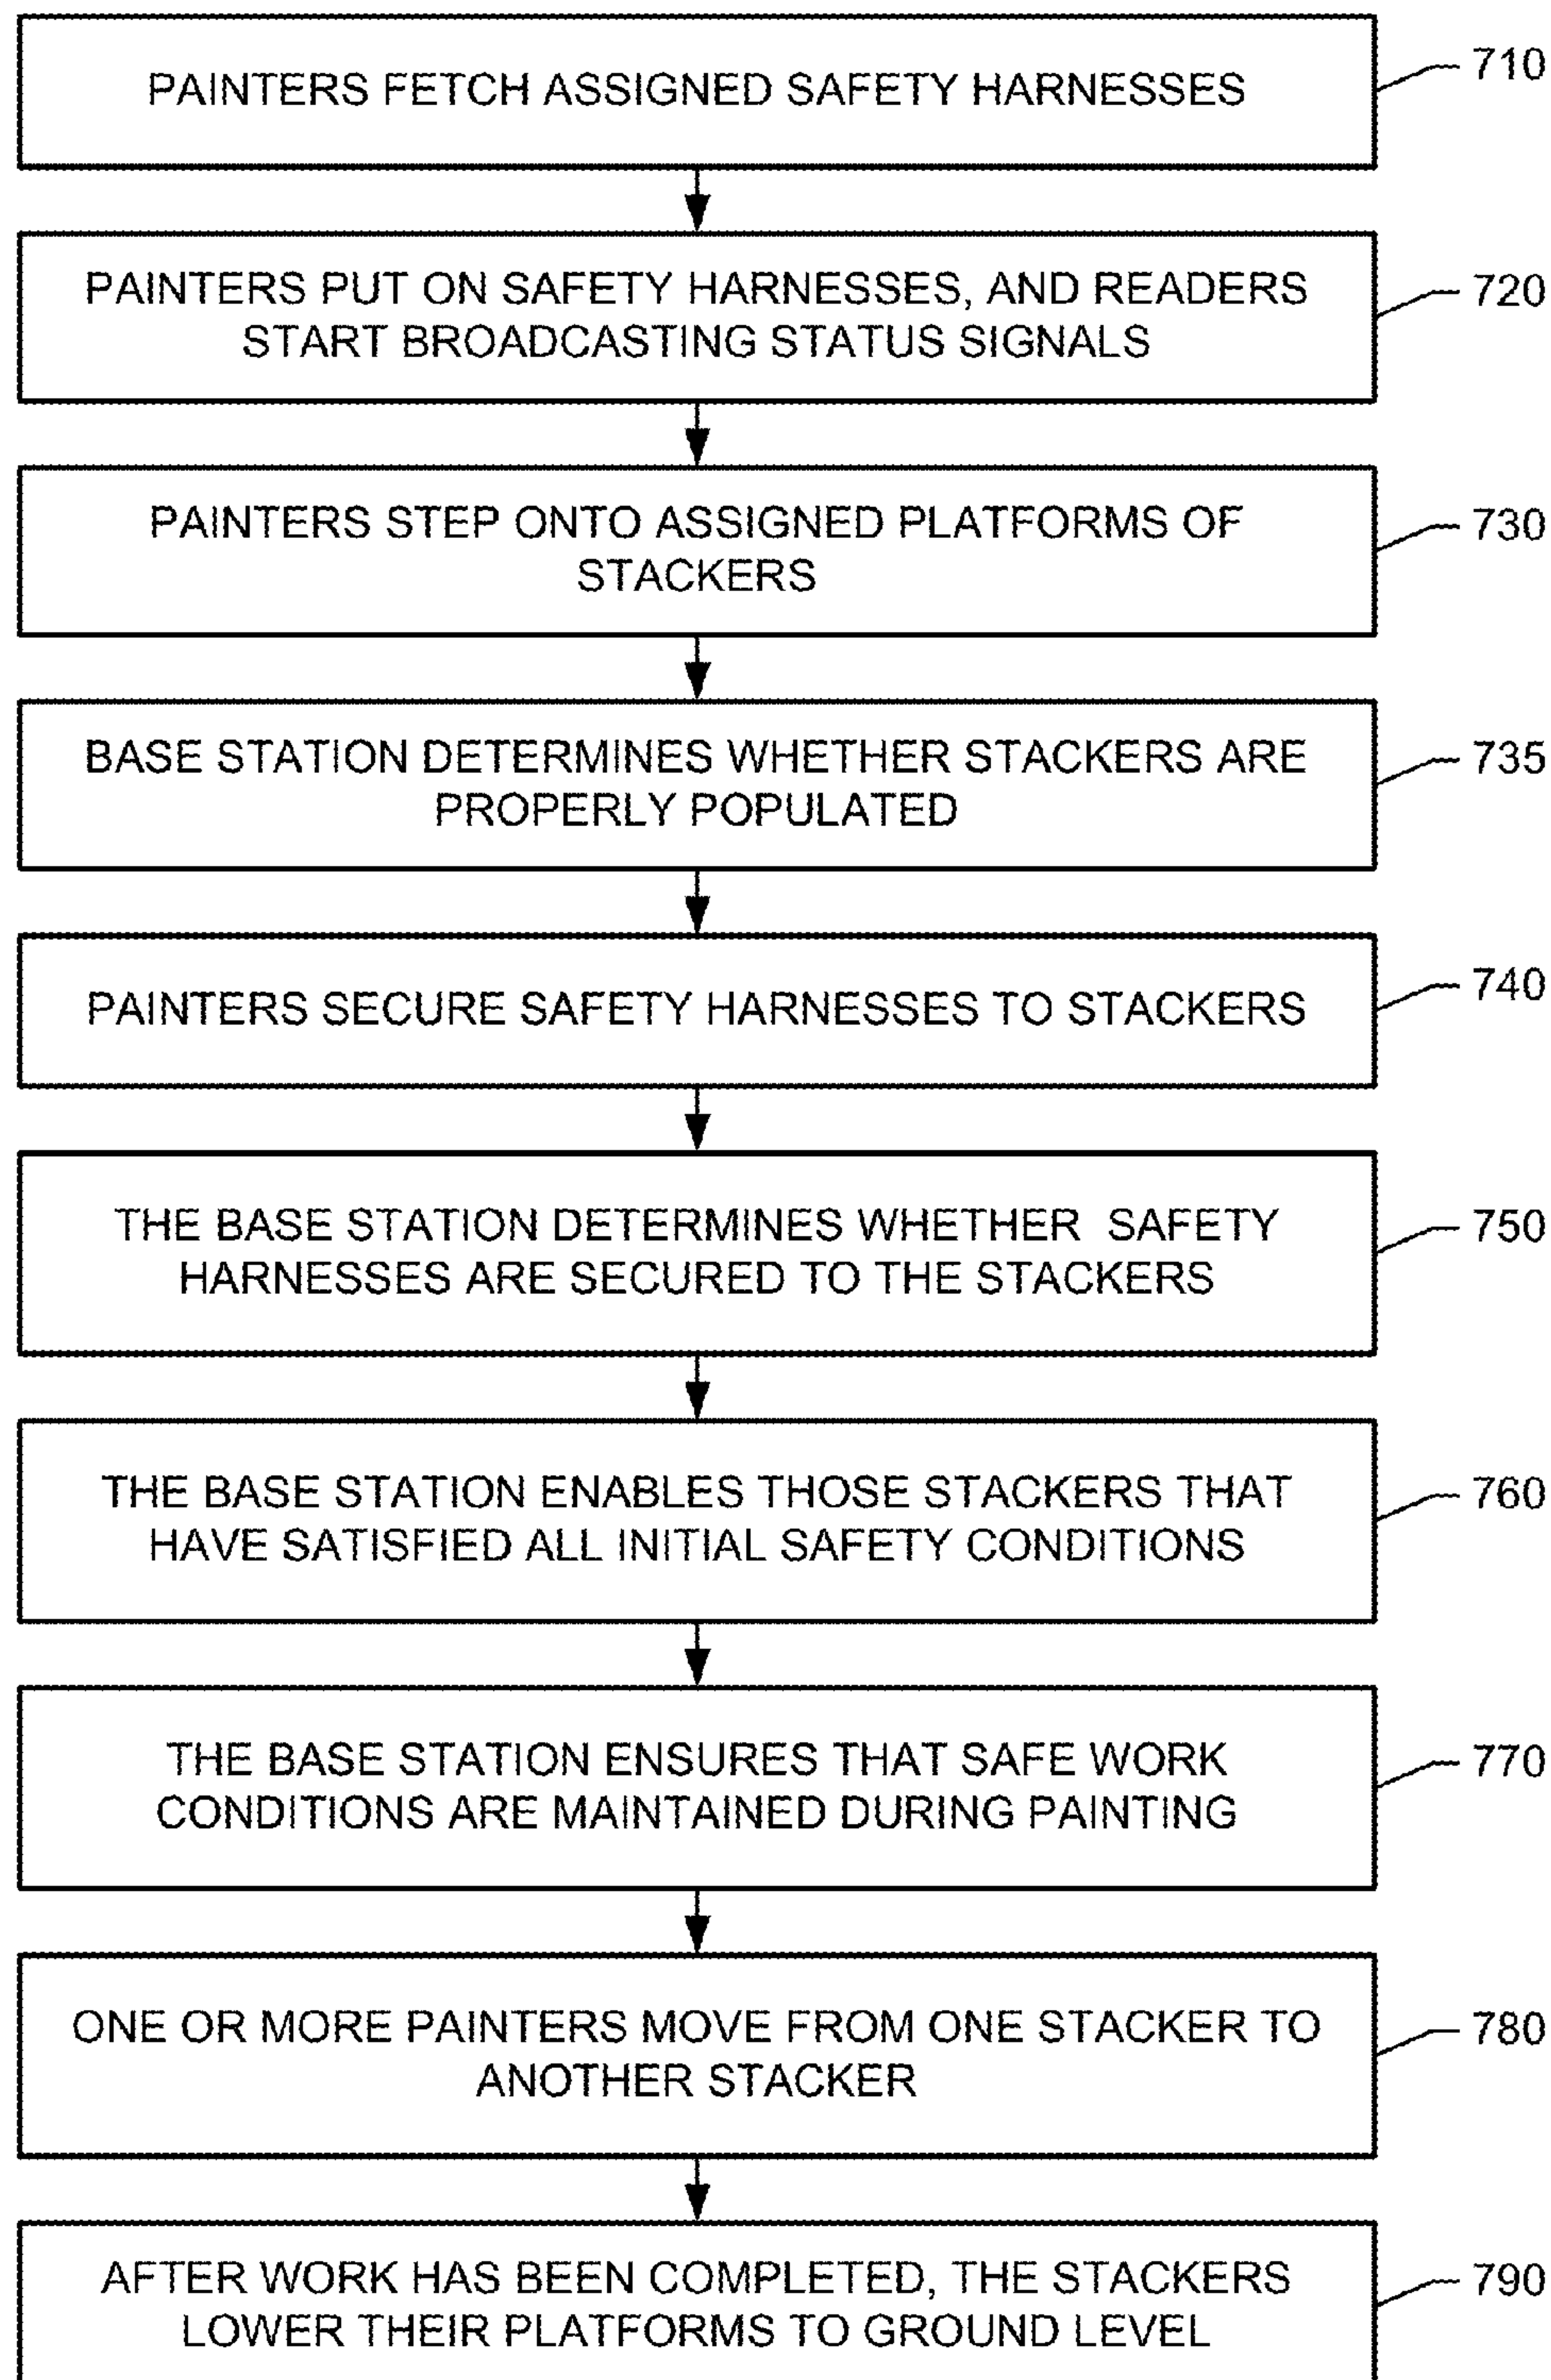 PAINTERS FETCH ASSIGNED SAFETY HARNESSES
710
PAINTERS PUT ON SAFETY HARNESSES, AND READERS
START BROADCASTING STATUS SIGNALS
720
PAINTERS STEP ONTO ASSIGNED PLATFORMS OF
STACKERS
730
BASE STATION DETERMINES WHETHER STACKERS ARE
PROPERLY POPULATED
735
PAINTERS SECURE SAFETY HARNESSES TO STACKERS
740
THE BASE STATION DETERMINES WHETHER SAFETY
HARNESSES ARE SECURED TO THE STACKERS
750
THE BASE STATION ENABLES THOSE STACKERS THAT
HAVE SATISFIED ALL INITIAL SAFETY CONDITIONS
760
THE BASE STATION ENSURES THAT SAFE WORK
CONDITIONS ARE MAINTAINED DURING PAINTING
770
ONE OR MORE PAINTERS MOVE FROM ONE STACKER TO
ANOTHER STACKER
780
AFTER WORK HAS BEEN COMPLETED, THE STACKERS
LOWER THEIR PLATFORMS TO GROUND LEVEL
790